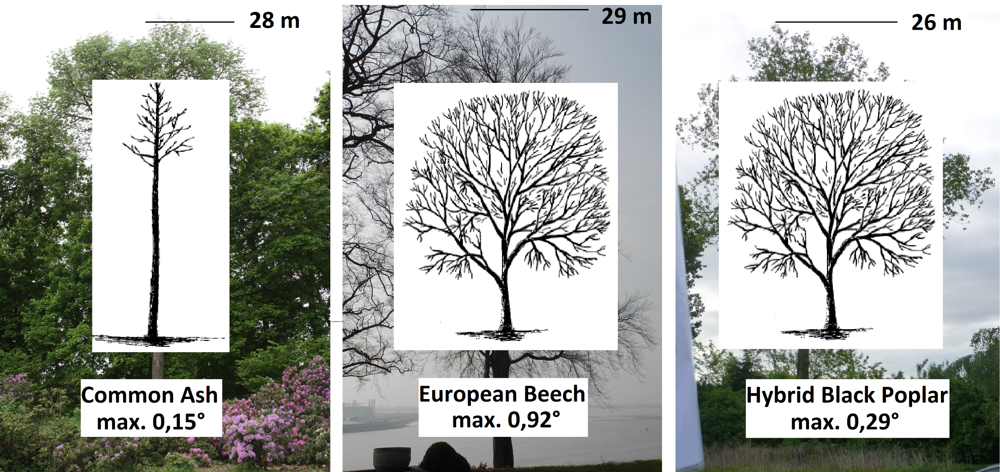 28 m
29 m
26 m
Common Ash
max. 0,15°
European Beech
max. 0,92°
Hybrid Black Poplar
max. 0,29°